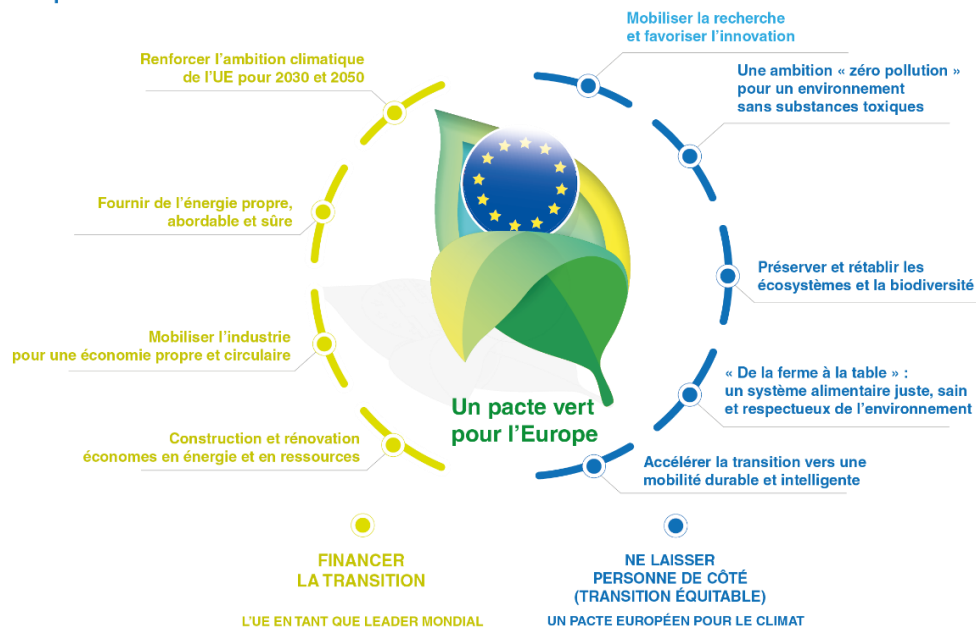 Mobiliser la recherche
et favoriser l’innovation
Renforcer l’ambition climatique
de l’UE pour 2030 et 2050
Une ambition « zéro pollution »
pour un environnement
sans substances toxiques
Fournir de l’énergie propre,
abordable et sûre
Préserver et rétablir les
écosystèmes et la biodiversité
Mobiliser l’industrie
pour une économie propre et circulaire
« De la ferme à la table » :
un système alimentaire juste, sain
et respectueux de l’environnement
Un pacte vert
pour l’Europe
Construction et rénovation
économes en énergie et en ressources
Accélérer la transition vers une
mobilité durable et intelligente
FINANCER
LA TRANSITION
NE LAISSER
PERSONNE DE CÔTÉ
(TRANSITION ÉQUITABLE)
L’UE EN TANT QUE LEADER MONDIAL
UN PACTE EUROPÉEN POUR LE CLIMAT